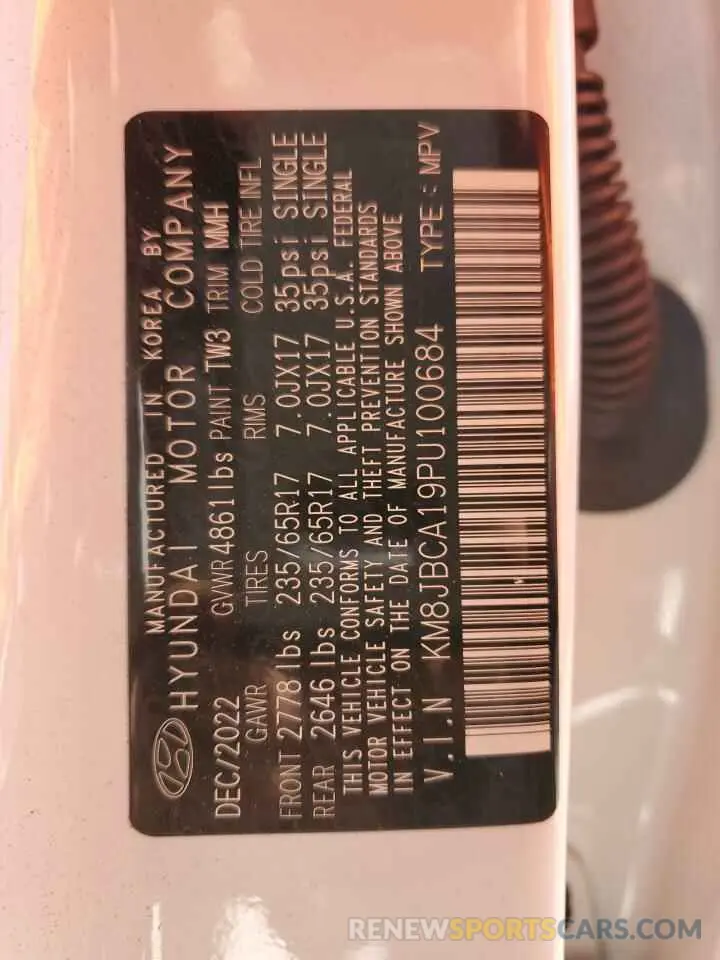 MANUFACTURED IN KOREA BY
HYUNDAI MOTOR COMPANY
DEC/2022 GVWR 4861 lbs PAINT TW3 TRIM MMH
GAWR TIRES RIMS COLD TIRE INFL
FRONT 2778 lbs 235/65R17 7.0JX17 35psi SINGLE
REAR 2646 lbs 235/65R17 7.0JX17 35psi SINGLE
THIS VEHICLE CONFORMS TO ALL APPLICABLE U.S.A. FEDERAL
MOTOR VEHICLE SAFETY AND THEFT PREVENTION STANDARDS
IN EFFECT ON THE DATE OF MANUFACTURE SHOWN ABOVE
V.I.N KM8JBCA19PU100684 TYPE : MPV
RENEWSPORTSCARS.COM